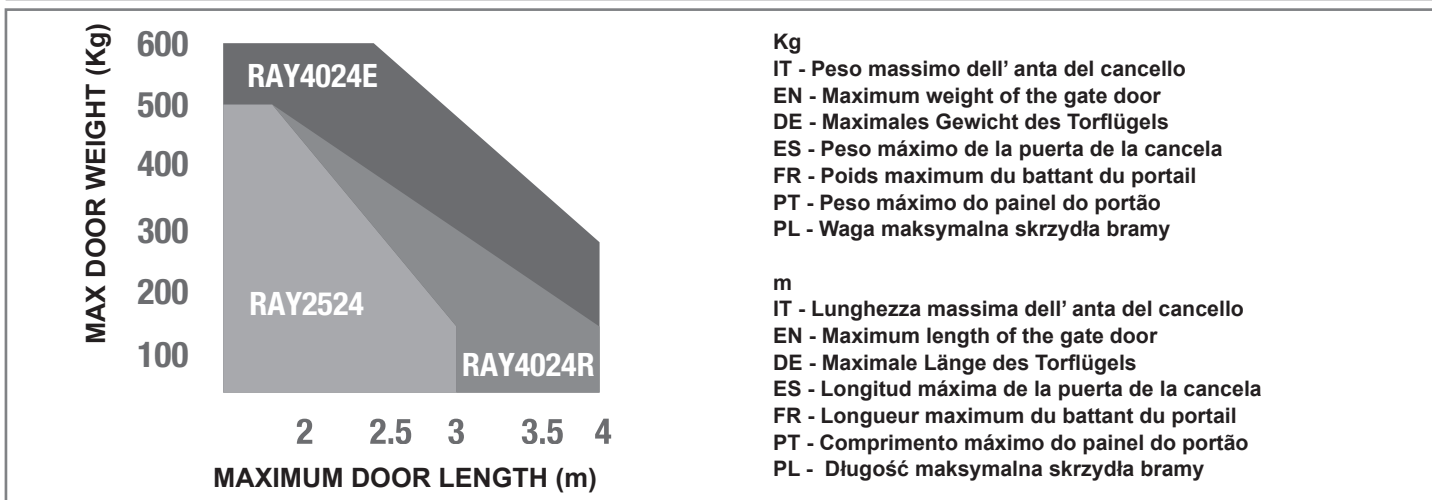 MAX DOOR WEIGHT (Kg)
600
500
400
300
200
100
RAY4024E
RAY2524
RAY4024R
2 2.5 3 3.5 4
MAXIMUM DOOR LENGTH (m)
Kg
IT - Peso massimo dell’ anta del cancello
EN - Maximum weight of the gate door
DE - Maximales Gewicht des Torflügels
ES - Peso máximo de la puerta de la cancela
FR - Poids maximum du battant du portail
PT - Peso máximo do painel do portão
PL - Waga maksymalna skrzydła bramy
m
IT - Lunghezza massima dell’ anta del cancello
EN - Maximum length of the gate door
DE - Maximale Länge des Torflügels
ES - Longitud máxima de la puerta de la cancela
FR - Longueur maximum du battant du portail
PT - Comprimento máximo do painel do portão
PL - Długość maksymalna skrzydła bramy